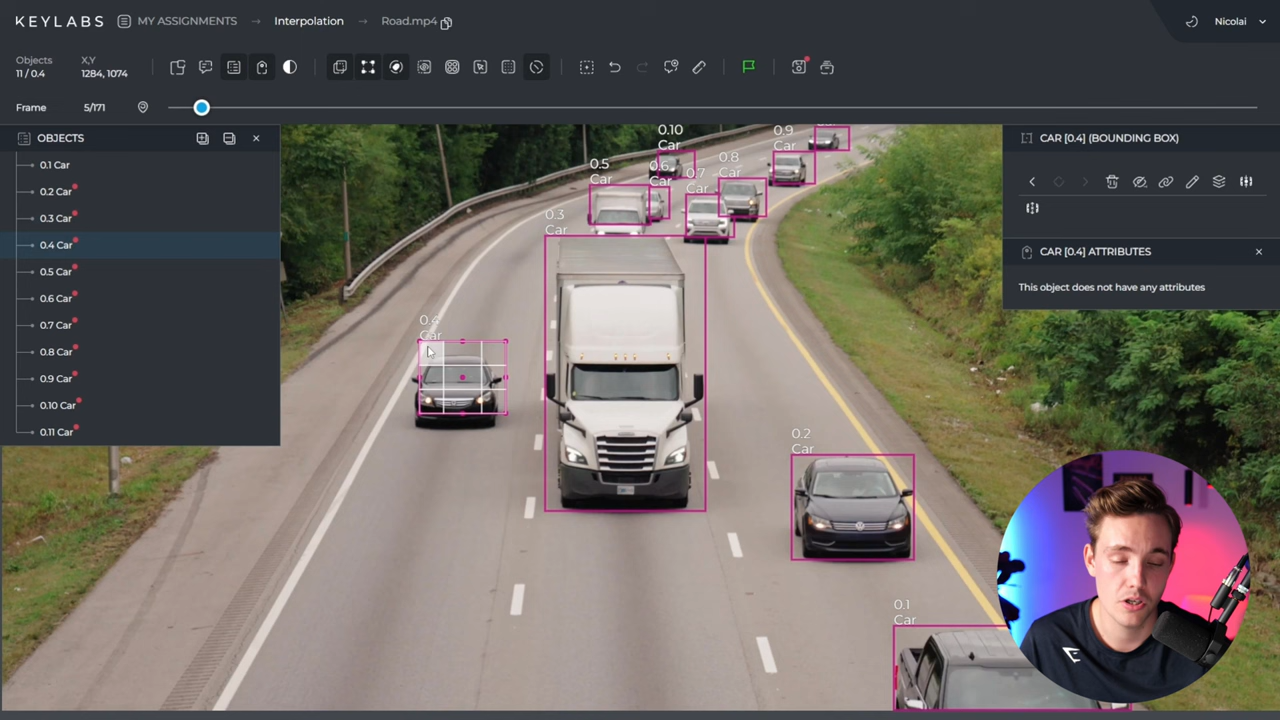 KEYLABS
MY ASSIGNMENTS → Interpolation → Road.mp4
Nicolai
Objects
11 / 0.4
X,Y
1284, 1074
Frame 5/171
OBJECTS
0.1 Car
0.2 Car
0.3 Car
0.4 Car
0.5 Car
0.6 Car
0.7 Car
0.8 Car
0.9 Car
0.10 Car
0.11 Car
CAR [0.4] (BOUNDING BOX)
CAR [0.4] ATTRIBUTES
This object does not have any attributes
0.10
Car
0.9
Car
0.8
Car
0.5
Car
0.6
Car
0.7
Car
0.3
Car
0.4
Car
0.2
Car
0.1
Car